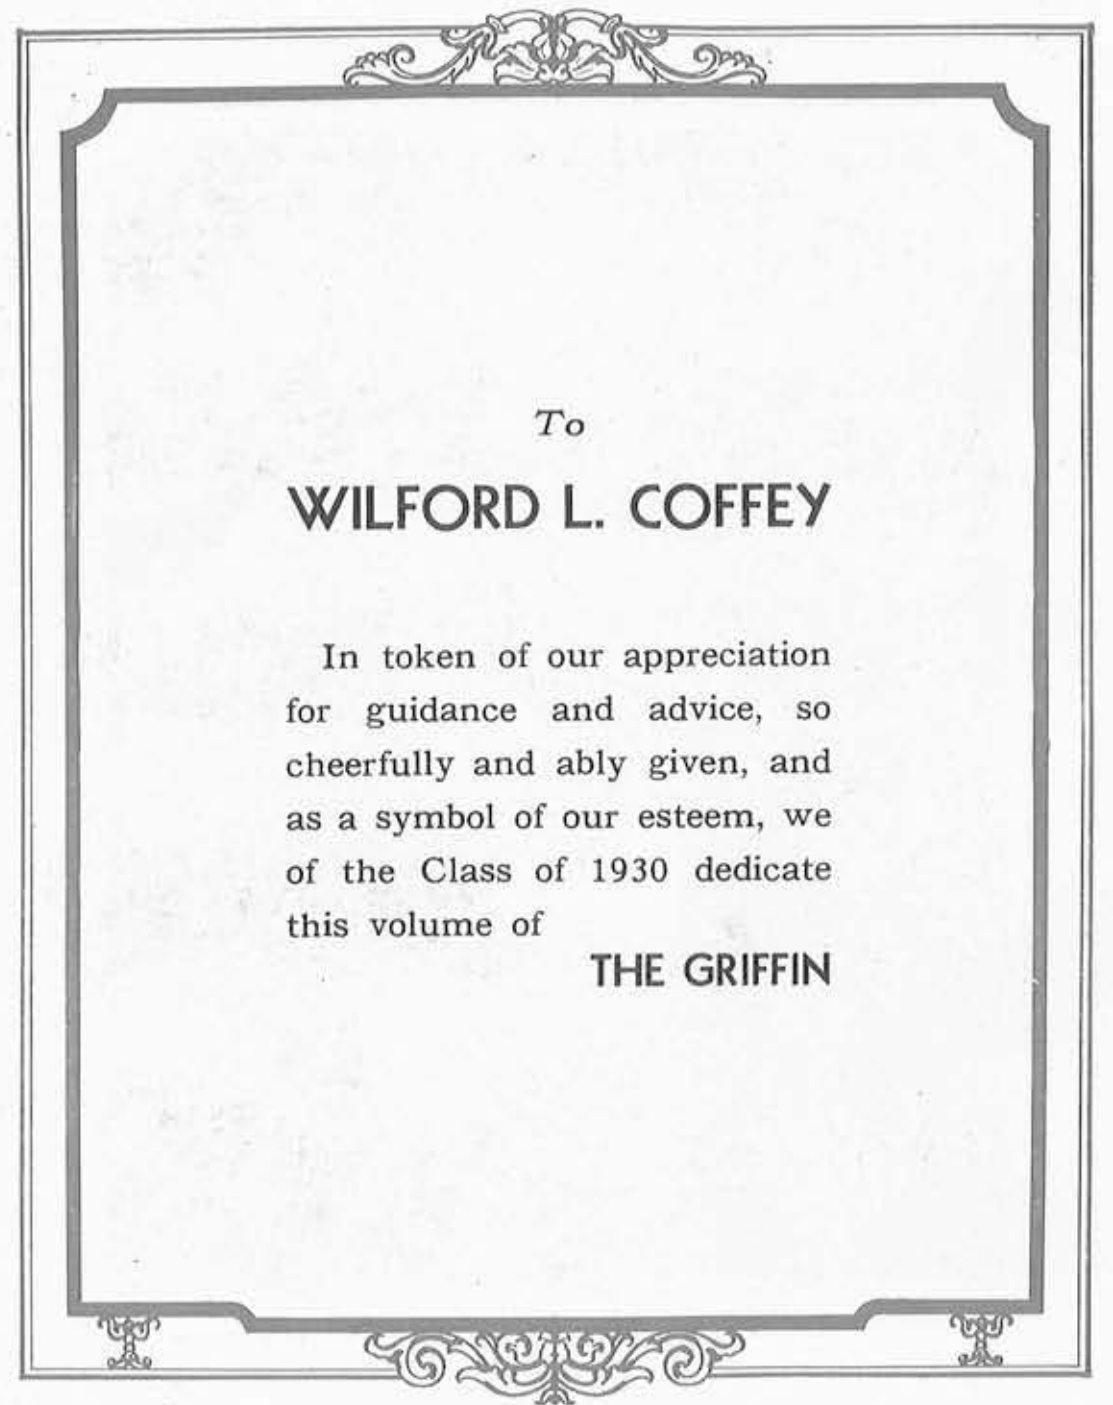 To
WILFORD L. COFFEY
In token of our appreciation
for guidance and advice, so
cheerfully and ably given, and
as a symbol of our esteem, we
of the Class of 1930 dedicate
this volume of
THE GRIFFIN